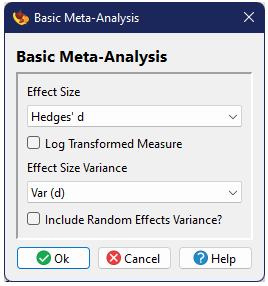 Basic Meta-Analysis
Basic Meta-Analysis
Effect Size
Hedges' d
Log Transformed Measure
Effect Size Variance
Var (d)
Include Random Effects Variance?
Ok Cancel Help